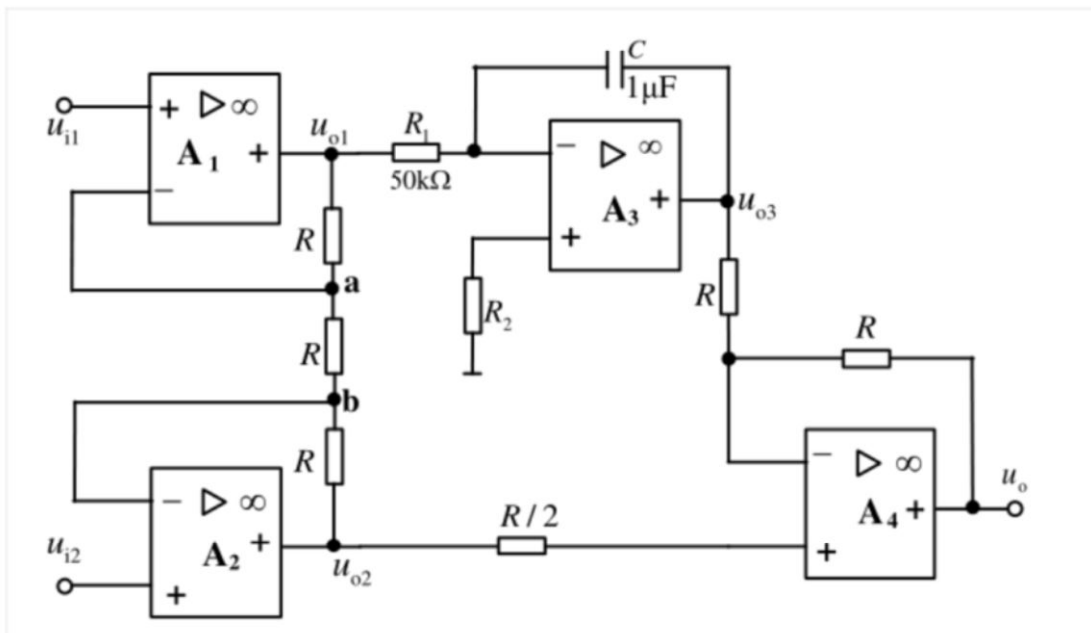 C
1μF
+ ▷ ∞
u_i1
A_1 +
−
u_o1
R_1
50kΩ
− ▷ ∞
A_3 +
+
u_o3
R
a
R_2
R
R
R
b
R
− ▷ ∞
A_2 +
+
u_i2
u_o2
R / 2
− ▷ ∞
A_4 +
+
u_o